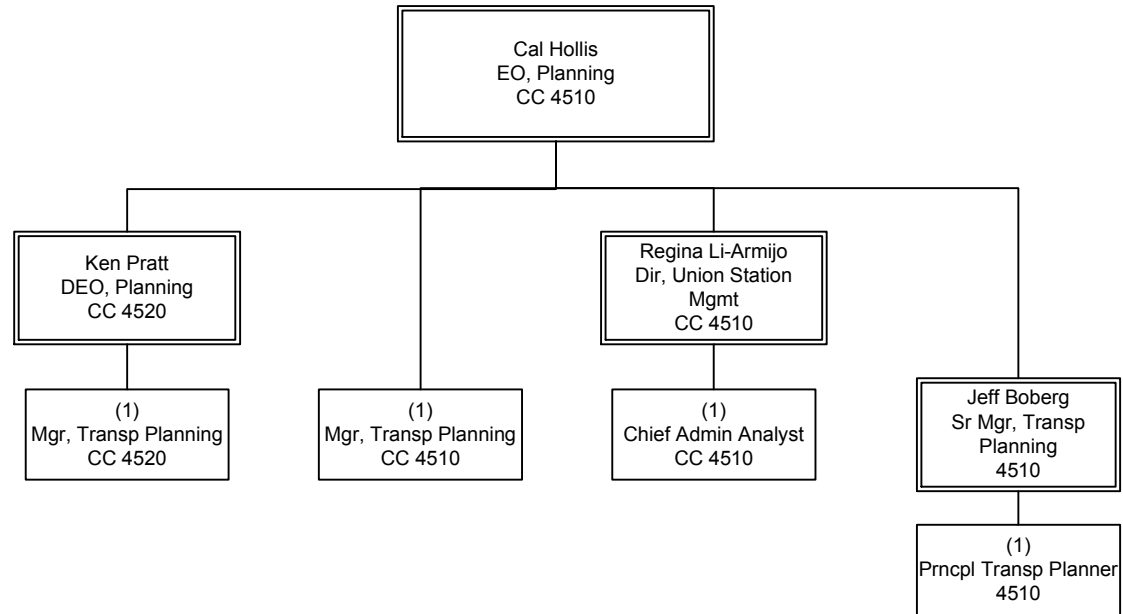 Cal Hollis
EO, Planning
CC 4510
Ken Pratt
DEO, Planning
CC 4520
Regina Li-Armijo
Dir, Union Station
Mgmt
CC 4510
(1)
Mgr, Transp Planning
CC 4520
(1)
Mgr, Transp Planning
CC 4510
(1)
Chief Admin Analyst
CC 4510
Jeff Boberg
Sr Mgr, Transp
Planning
4510
(1)
Prncpl Transp Planner
4510